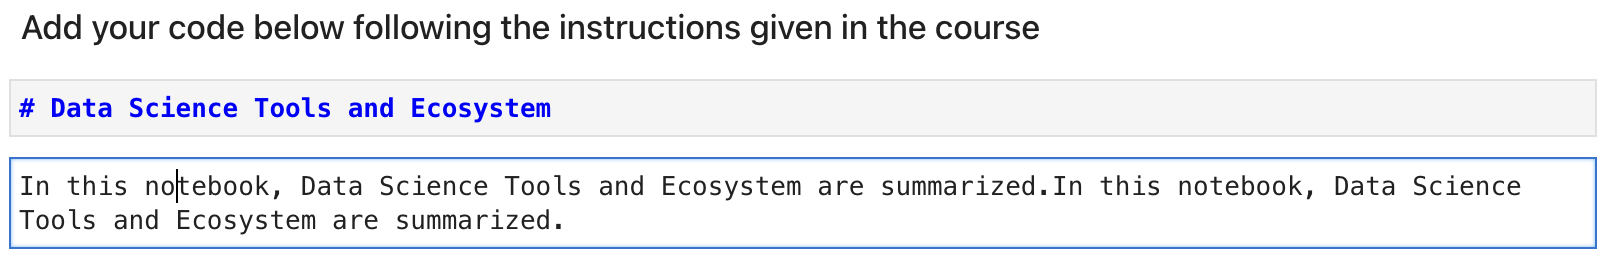 Add your code below following the instructions given in the course
# Data Science Tools and Ecosystem
In this notebook, Data Science Tools and Ecosystem are summarized.In this notebook, Data Science
Tools and Ecosystem are summarized.